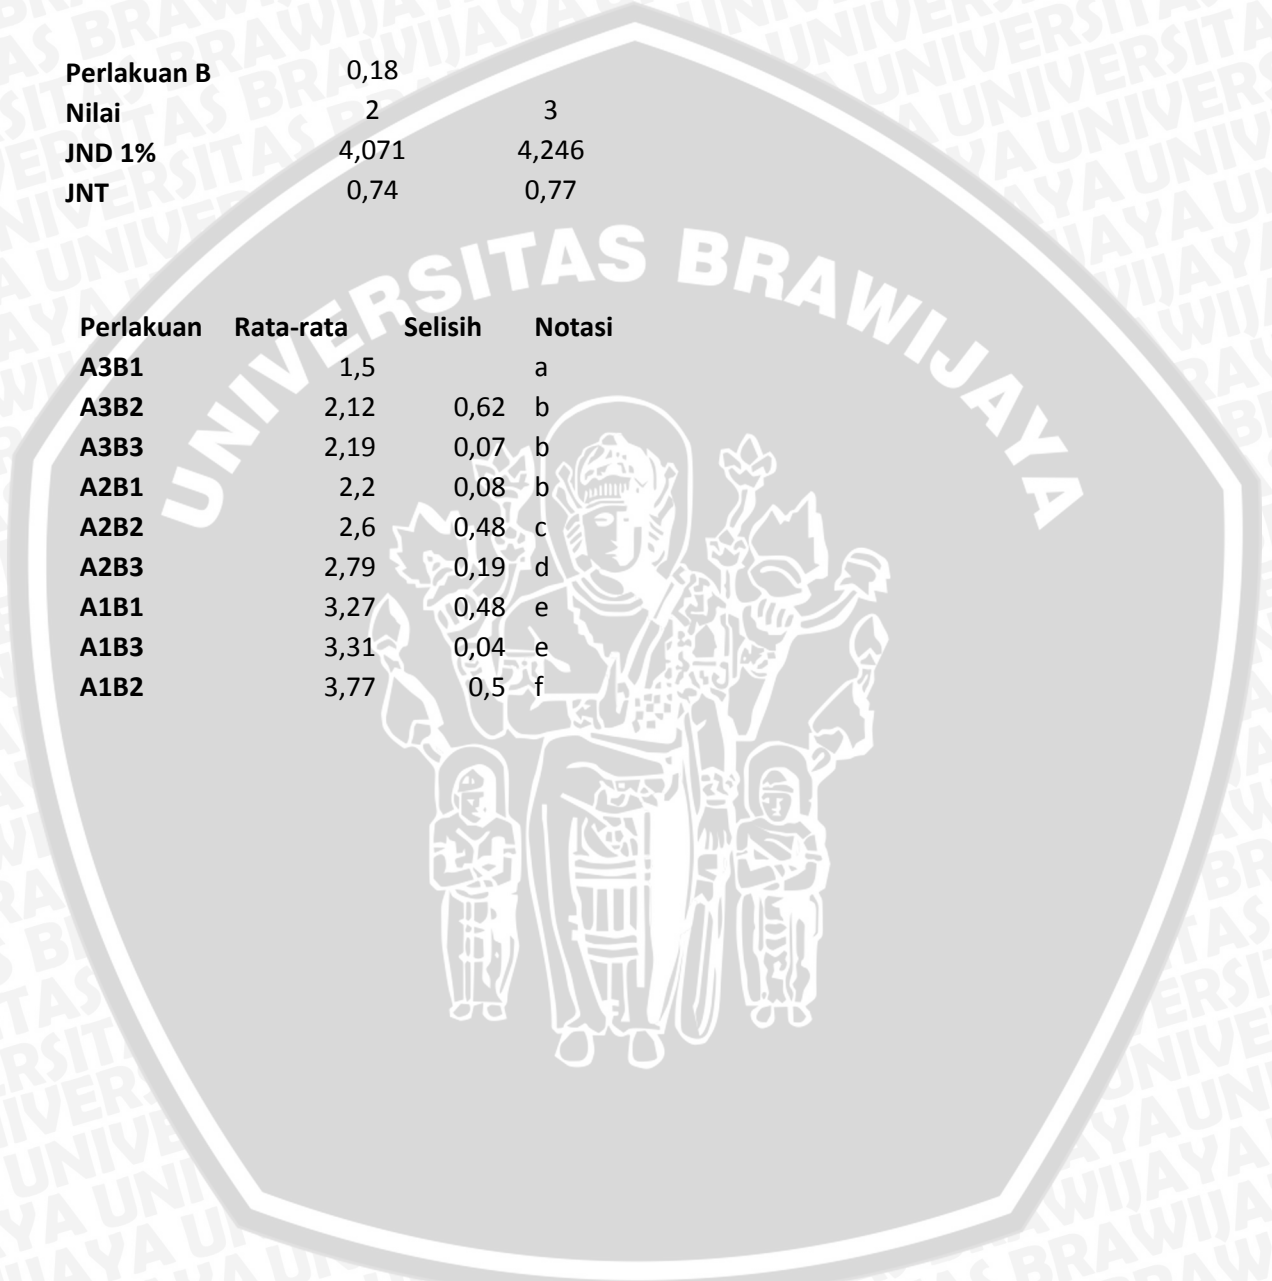 Perlakuan B 0,18
Nilai 2 3
JND 1% 4,071 4,246
JNT 0,74 0,77
UNIVERSITAS BRAWIJAYA
Perlakuan Rata-rata Selisih Notasi
A3B1 1,5 a
A3B2 2,12 0,62 b
A3B3 2,19 0,07 b
A2B1 2,2 0,08 b
A2B2 2,6 0,48 c
A2B3 2,79 0,19 d
A1B1 3,27 0,48 e
A1B3 3,31 0,04 e
A1B2 3,77 0,5 f